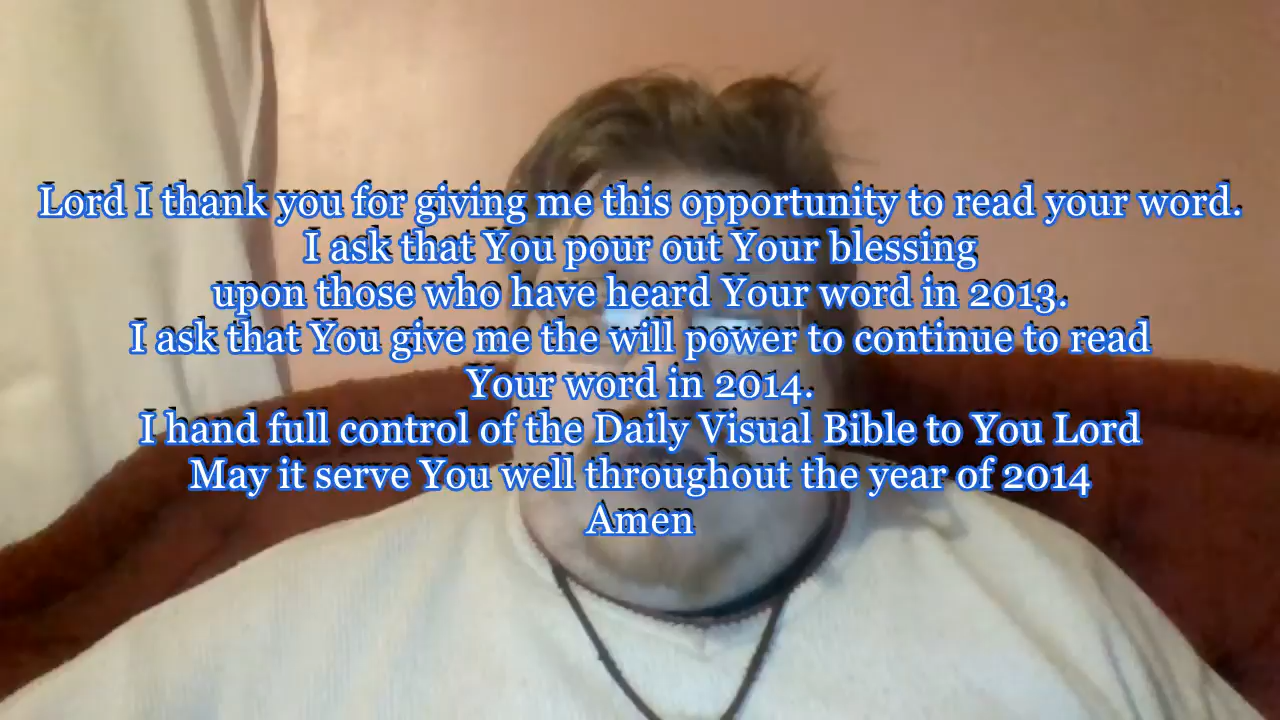 Lord I thank you for giving me this opportunity to read your word.
I ask that You pour out Your blessing
upon those who have heard Your word in 2013.
I ask that You give me the will power to continue to read
Your word in 2014.
I hand full control of the Daily Visual Bible to You Lord
May it serve You well throughout the year of 2014
Amen